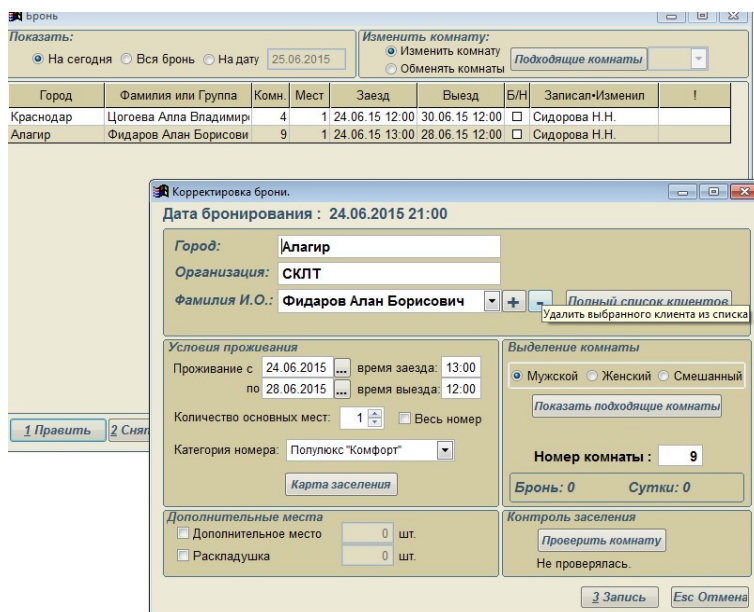 Бронь
Показать:
На сегодня Вся бронь На дату 25.06.2015
Изменить комнату:
Изменить комнату
Обменять комнаты
Подходящие комнаты
Город Фамилия или Группа Комн. Мест Заезд Выезд Б/Н Записал•Изменил !
Краснодар Цогоева Алла Владимир 4 1 24.06.15 12:00 30.06.15 12:00 Сидорова Н.Н.
Алагир Фидаров Алан Борисови 9 1 24.06.15 13:00 28.06.15 12:00 Сидорова Н.Н.
1 Править 2
Корректировка брони.
Дата бронирования : 24.06.2015 21:00
Город: Алагир
Организация: СКЛТ
Фамилия И.О.: Фидаров Алан Борисович + - Полный список клиентов
Удалить выбранного клиента из списка
Условия проживания
Проживание с 24.06.2015 ... время заезда: 13:00
по 28.06.2015 ... время выезда: 12:00
Количество основных мест: 1 Весь номер
Категория номера: Полулюкс "Комфорт"
Карта заселения
Выделение комнаты
Мужской Женский Смешанный
Показать подходящие комнаты
Номер комнаты : 9
Бронь: 0 Сутки: 0
Дополнительные места
Дополнительное место 0 шт.
Раскладушка 0 шт.
Контроль заселения
Проверить комнату
Не проверялась.
3 Запись Esc Отмена